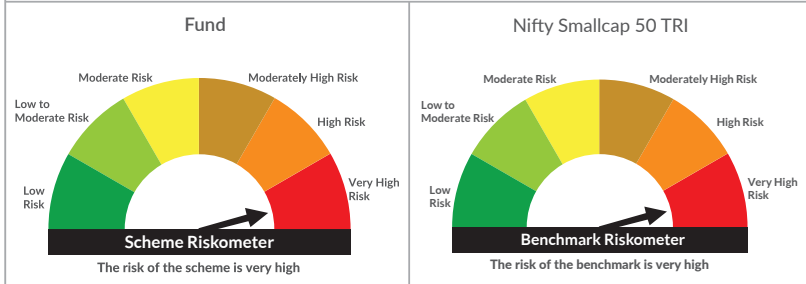 Fund
Moderate Risk
Moderately High Risk
Low to
Moderate Risk
High Risk
Low
Risk
Very High
Risk
Scheme Riskometer
The risk of the scheme is very high
Nifty Smallcap 50 TRI
Moderate Risk
Moderately High Risk
Low to
Moderate Risk
High Risk
Low
Risk
Very High
Risk
Benchmark Riskometer
The risk of the benchmark is very high